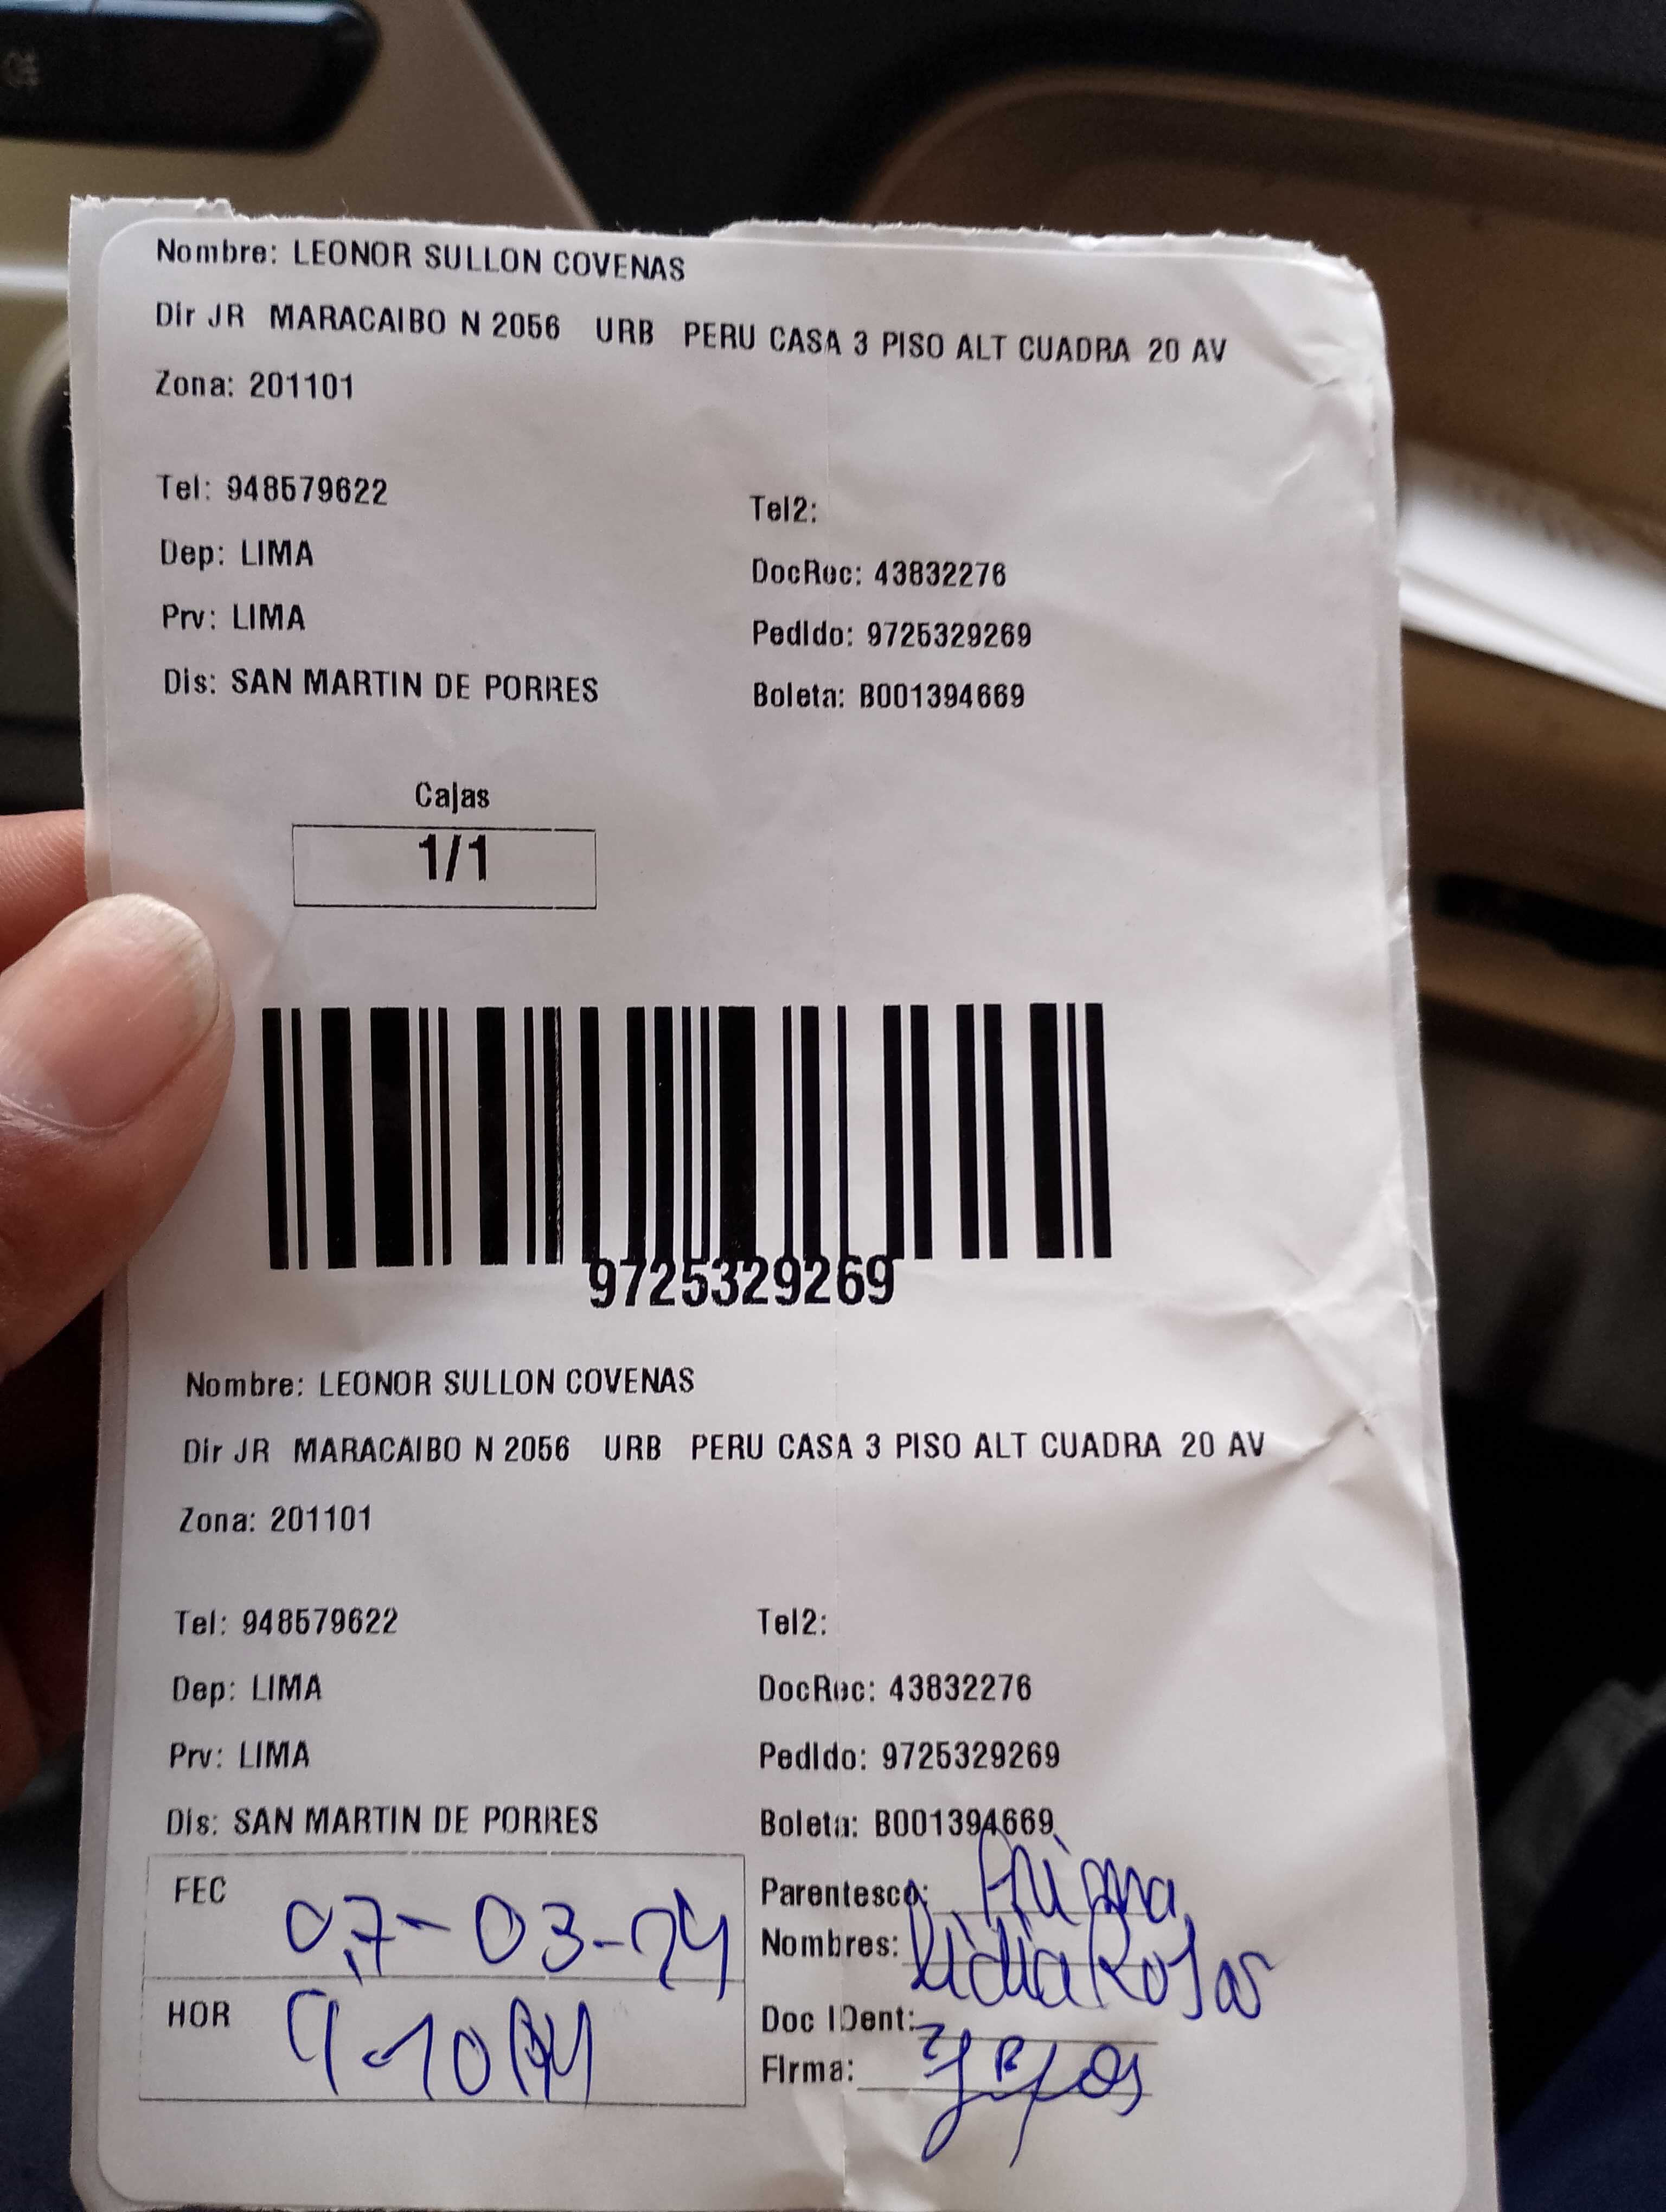 Nombre: LEONOR SULLON COVENAS
Dir JR MARACAIBO N 2056 URB PERU CASA 3 PISO ALT CUADRA 20 AV
Zona: 201101
Tel: 948579622 Tel2:
Dep: LIMA DocRec: 43832276
Prv: LIMA Pedido: 9725329269
Dis: SAN MARTIN DE PORRES Boleta: B001394669
Cajas
1/1
9725329269
Nombre: LEONOR SULLON COVENAS
Dir JR MARACAIBO N 2056 URB PERU CASA 3 PISO ALT CUADRA 20 AV
Zona: 201101
Tel: 948579622 Tel2:
Dep: LIMA DocRec: 43832276
Prv: LIMA Pedido: 9725329269
Dis: SAN MARTIN DE PORRES Boleta: B001394669
FEC 07-03-24 Parentesco:
Nombres: Lidia Rojas
HOR 9-10AM Doc IDent:
Firma: